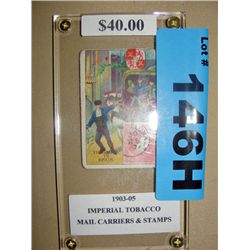 $40.00
Lot #
146H
1903-05
IMPERIAL TOBACCO
MAIL CARRIERS & STAMPS